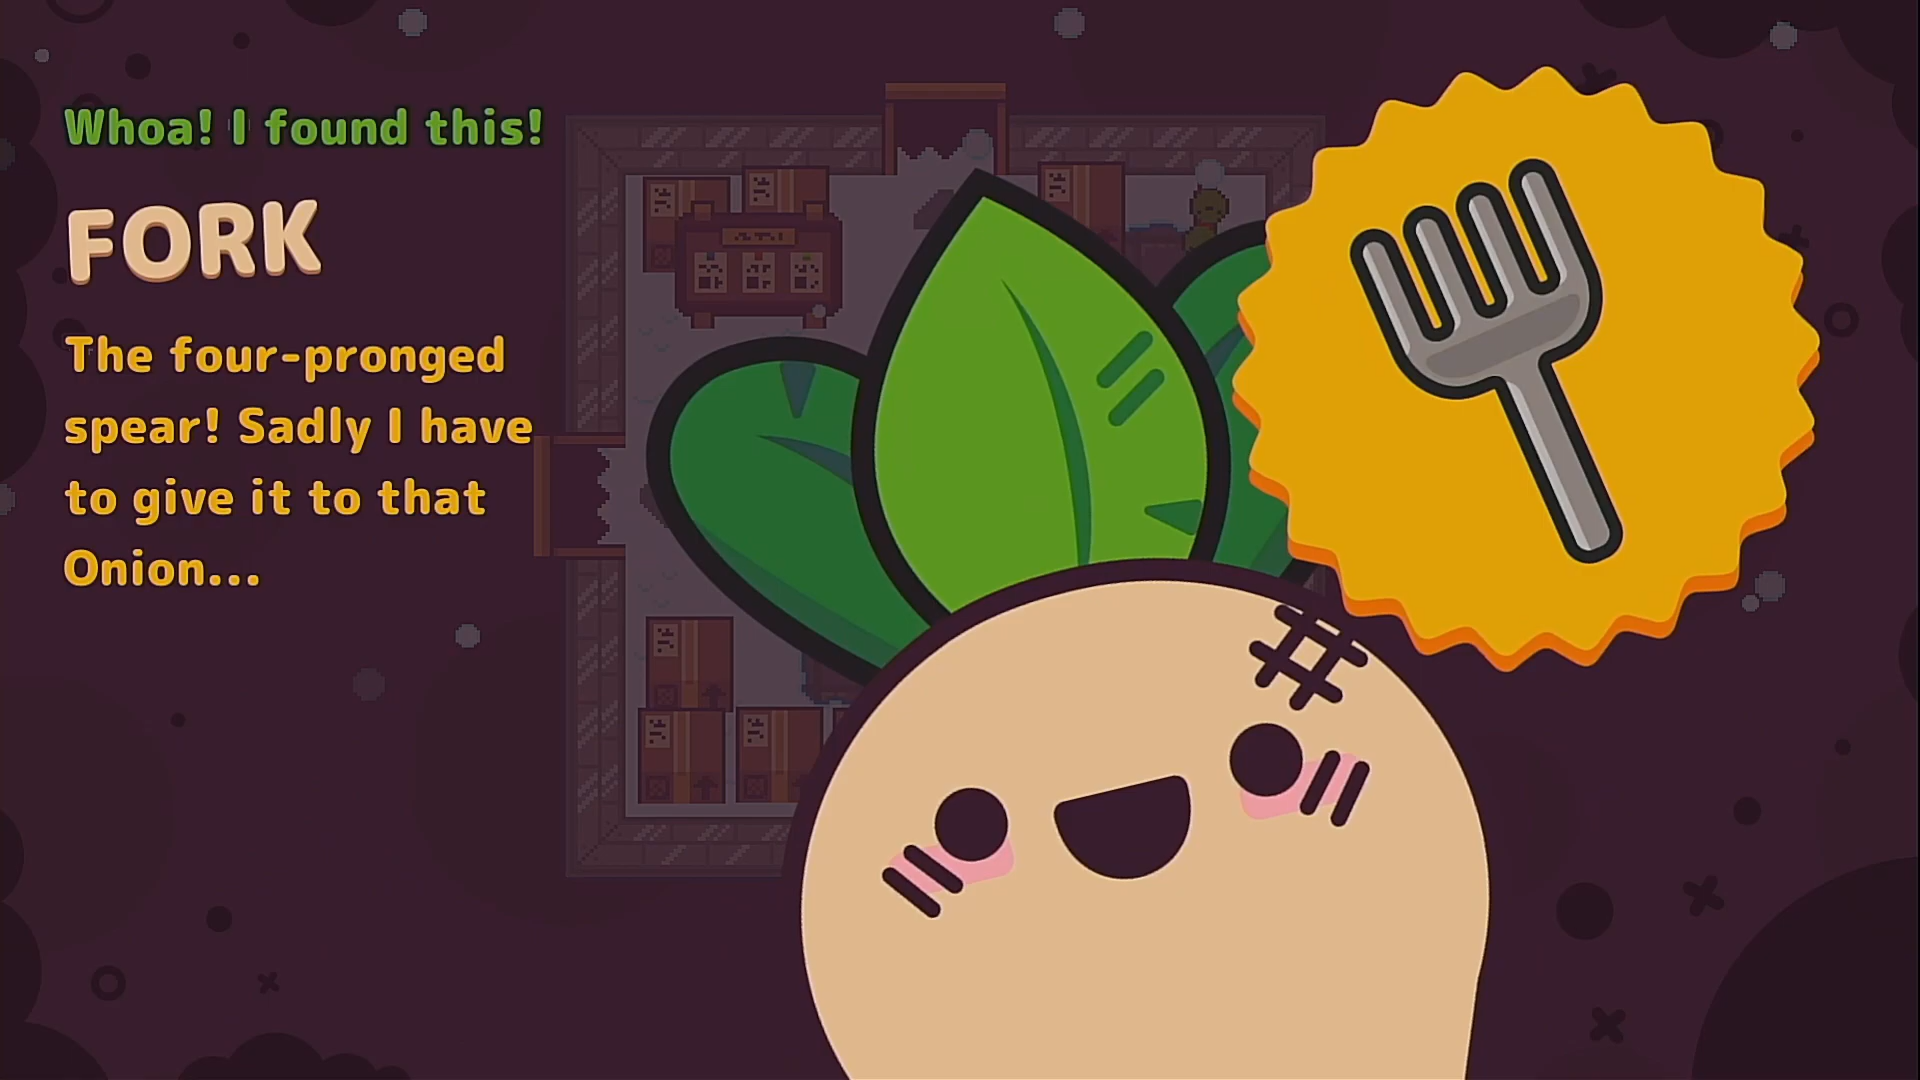 Whoa! I found this!
FORK
The four-pronged
spear! Sadly I have
to give it to that
Onion...